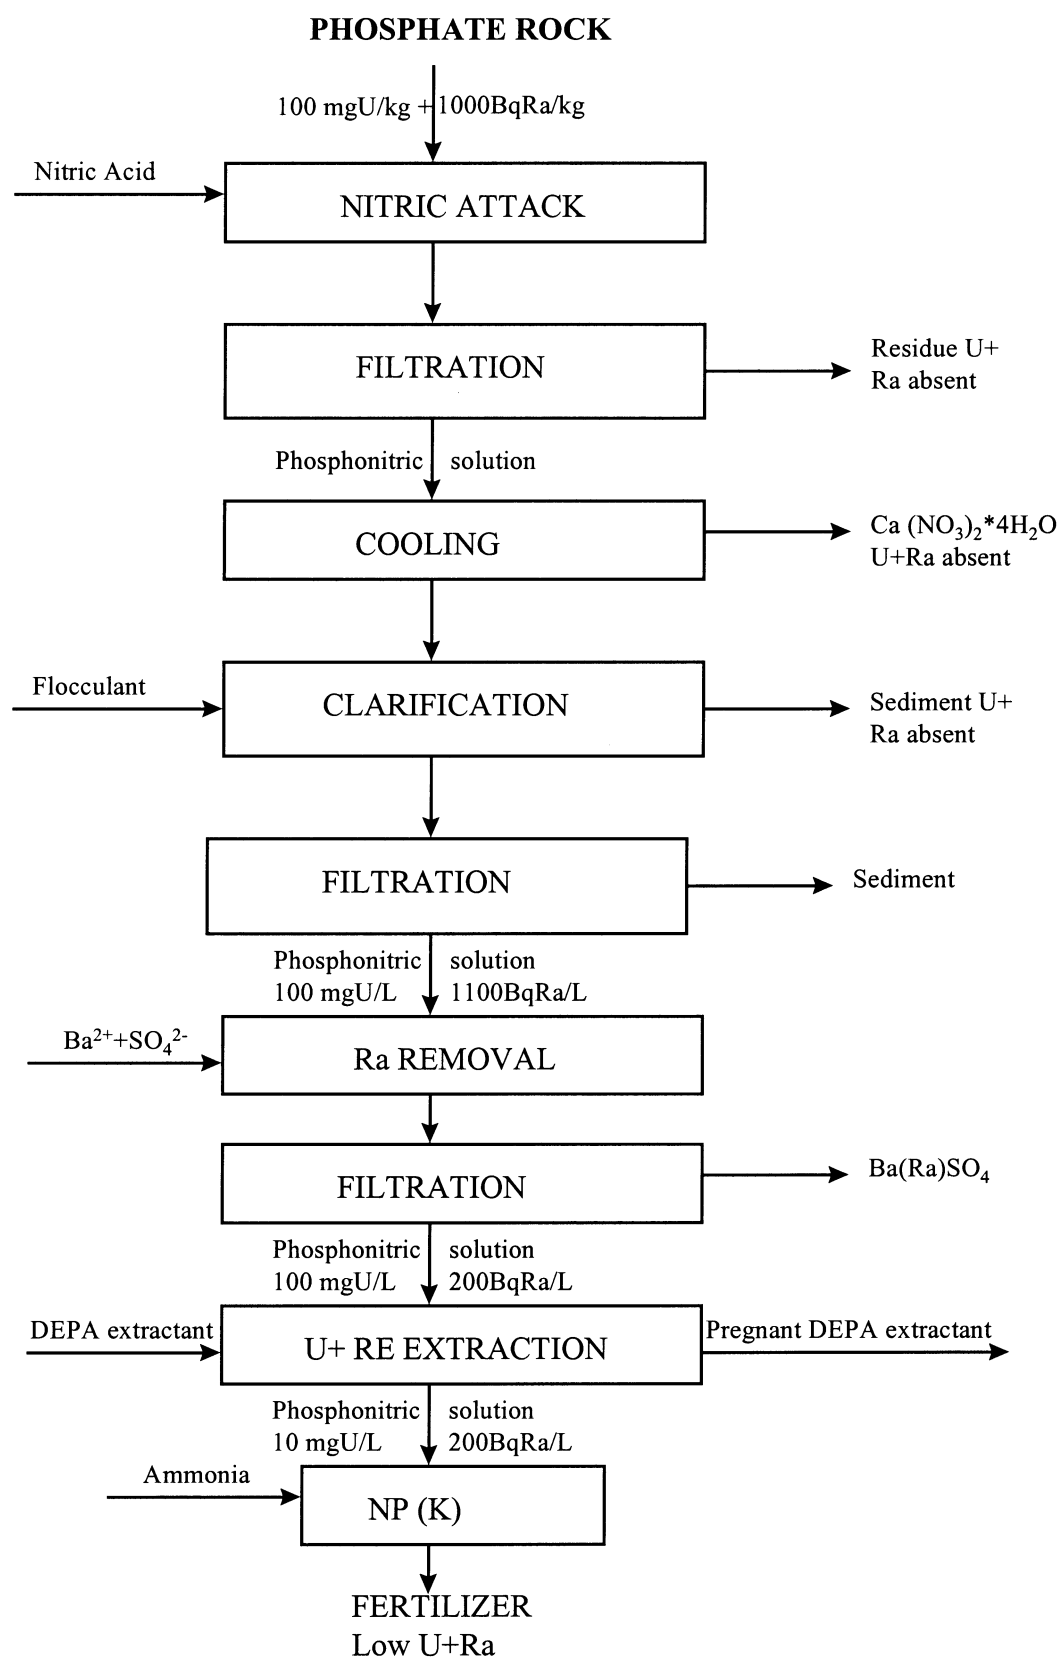 PHOSPHATE ROCK
100 mgU/kg + 1000BqRa/kg
Nitric Acid
NITRIC ATTACK
FILTRATION
Residue U+
Ra absent
Phosphonitric solution
COOLING
Ca (NO₃)₂*4H₂O
U+Ra absent
Flocculant
CLARIFICATION
Sediment U+
Ra absent
FILTRATION
Sediment
Phosphonitric solution
100 mgU/L 1100BqRa/L
Ba²⁺+SO₄²⁻
Ra REMOVAL
FILTRATION
Ba(Ra)SO₄
Phosphonitric solution
100 mgU/L 200BqRa/L
DEPA extractant
U+ RE EXTRACTION
Pregnant DEPA extractant
Phosphonitric solution
10 mgU/L 200BqRa/L
Ammonia
NP (K)
FERTILIZER
Low U+Ra